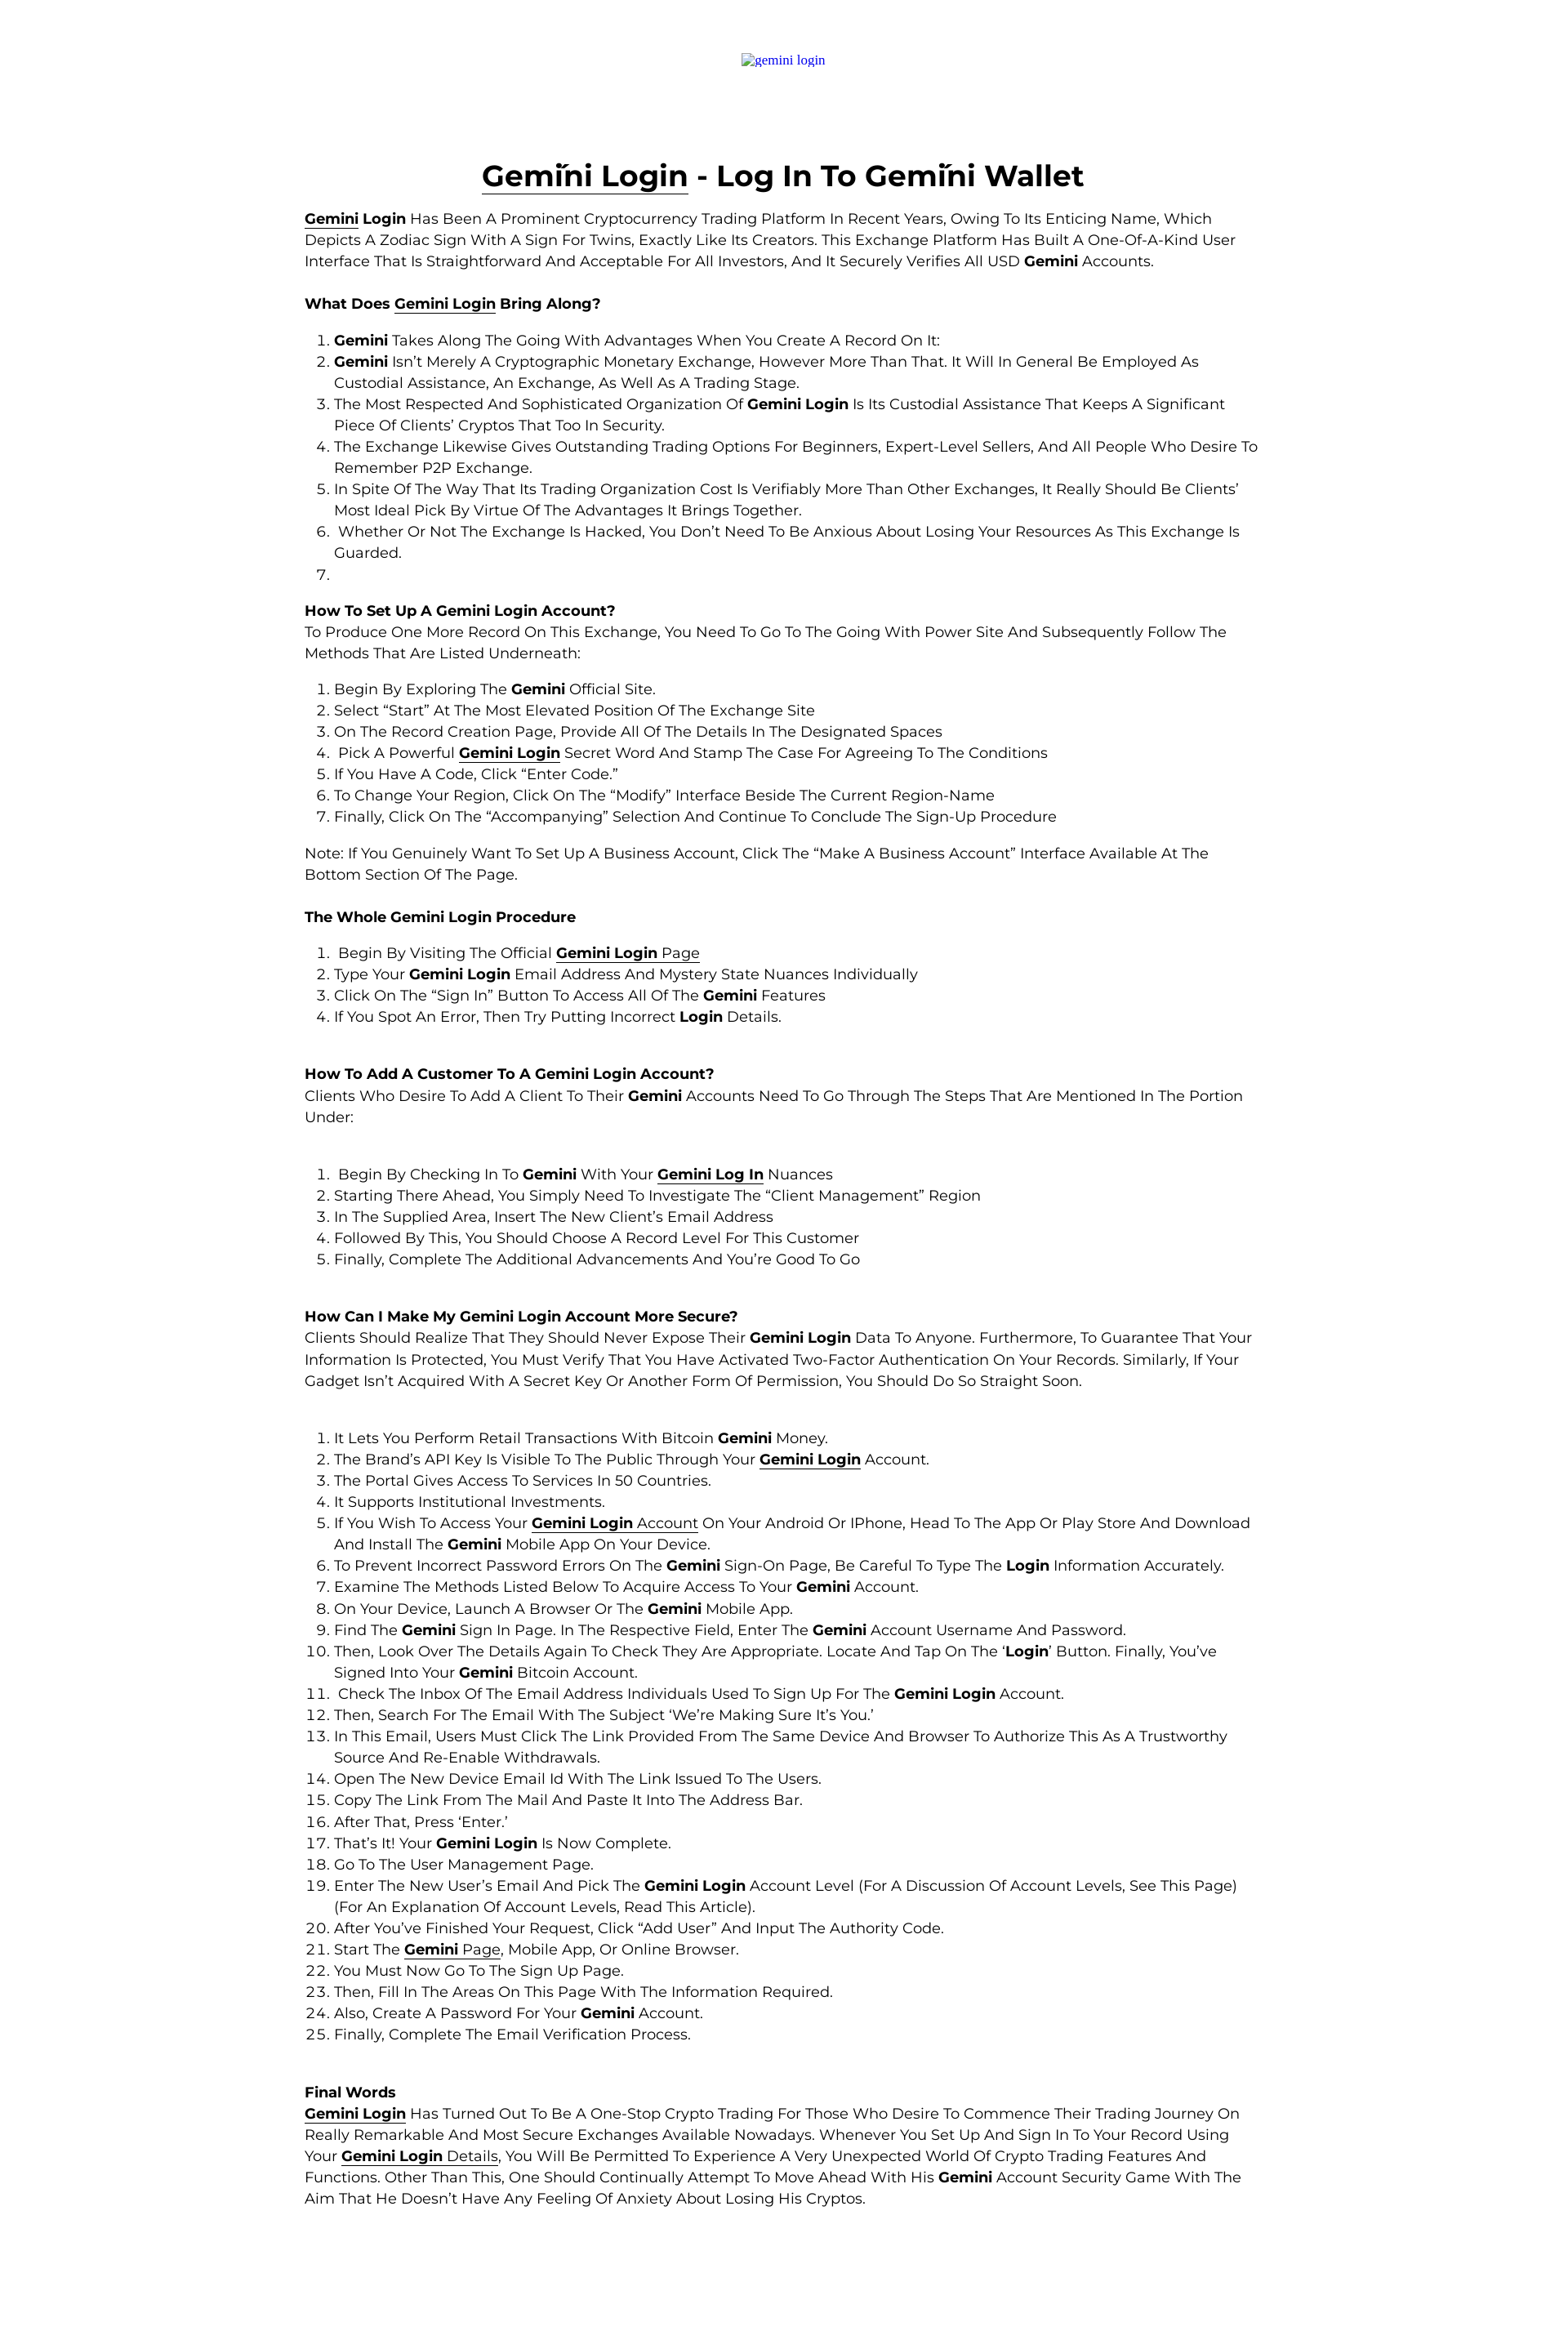 gemini login
Gemĩ́ni Login - Log In To Gemĩ́ni Wallet
Gemini Login Has Been A Prominent Cryptocurrency Trading Platform In Recent Years, Owing To Its Enticing Name, Which
Depicts A Zodiac Sign With A Sign For Twins, Exactly Like Its Creators. This Exchange Platform Has Built A One-Of-A-Kind User
Interface That Is Straightforward And Acceptable For All Investors, And It Securely Verifies All USD Gemini Accounts.
What Does Gemini Login Bring Along?
1. Gemini Takes Along The Going With Advantages When You Create A Record On It:
2. Gemini Isn’t Merely A Cryptographic Monetary Exchange, However More Than That. It Will In General Be Employed As
Custodial Assistance, An Exchange, As Well As A Trading Stage.
3. The Most Respected And Sophisticated Organization Of Gemini Login Is Its Custodial Assistance That Keeps A Significant
Piece Of Clients’ Cryptos That Too In Security.
4. The Exchange Likewise Gives Outstanding Trading Options For Beginners, Expert-Level Sellers, And All People Who Desire To
Remember P2P Exchange.
5. In Spite Of The Way That Its Trading Organization Cost Is Verifiably More Than Other Exchanges, It Really Should Be Clients’
Most Ideal Pick By Virtue Of The Advantages It Brings Together.
6. Whether Or Not The Exchange Is Hacked, You Don’t Need To Be Anxious About Losing Your Resources As This Exchange Is
Guarded.
7.
How To Set Up A Gemini Login Account?
To Produce One More Record On This Exchange, You Need To Go To The Going With Power Site And Subsequently Follow The
Methods That Are Listed Underneath:
1. Begin By Exploring The Gemini Official Site.
2. Select “Start” At The Most Elevated Position Of The Exchange Site
3. On The Record Creation Page, Provide All Of The Details In The Designated Spaces
4. Pick A Powerful Gemini Login Secret Word And Stamp The Case For Agreeing To The Conditions
5. If You Have A Code, Click “Enter Code.”
6. To Change Your Region, Click On The “Modify” Interface Beside The Current Region-Name
7. Finally, Click On The “Accompanying” Selection And Continue To Conclude The Sign-Up Procedure
Note: If You Genuinely Want To Set Up A Business Account, Click The “Make A Business Account” Interface Available At The
Bottom Section Of The Page.
The Whole Gemini Login Procedure
1. Begin By Visiting The Official Gemini Login Page
2. Type Your Gemini Login Email Address And Mystery State Nuances Individually
3. Click On The “Sign In” Button To Access All Of The Gemini Features
4. If You Spot An Error, Then Try Putting Incorrect Login Details.
How To Add A Customer To A Gemini Login Account?
Clients Who Desire To Add A Client To Their Gemini Accounts Need To Go Through The Steps That Are Mentioned In The Portion
Under:
1. Begin By Checking In To Gemini With Your Gemini Log In Nuances
2. Starting There Ahead, You Simply Need To Investigate The “Client Management” Region
3. In The Supplied Area, Insert The New Client’s Email Address
4. Followed By This, You Should Choose A Record Level For This Customer
5. Finally, Complete The Additional Advancements And You’re Good To Go
How Can I Make My Gemini Login Account More Secure?
Clients Should Realize That They Should Never Expose Their Gemini Login Data To Anyone. Furthermore, To Guarantee That Your
Information Is Protected, You Must Verify That You Have Activated Two-Factor Authentication On Your Records. Similarly, If Your
Gadget Isn’t Acquired With A Secret Key Or Another Form Of Permission, You Should Do So Straight Soon.
1. It Lets You Perform Retail Transactions With Bitcoin Gemini Money.
2. The Brand’s API Key Is Visible To The Public Through Your Gemini Login Account.
3. The Portal Gives Access To Services In 50 Countries.
4. It Supports Institutional Investments.
5. If You Wish To Access Your Gemini Login Account On Your Android Or IPhone, Head To The App Or Play Store And Download
And Install The Gemini Mobile App On Your Device.
6. To Prevent Incorrect Password Errors On The Gemini Sign-On Page, Be Careful To Type The Login Information Accurately.
7. Examine The Methods Listed Below To Acquire Access To Your Gemini Account.
8. On Your Device, Launch A Browser Or The Gemini Mobile App.
9. Find The Gemini Sign In Page. In The Respective Field, Enter The Gemini Account Username And Password.
10. Then, Look Over The Details Again To Check They Are Appropriate. Locate And Tap On The ‘Login’ Button. Finally, You’ve
Signed Into Your Gemini Bitcoin Account.
11. Check The Inbox Of The Email Address Individuals Used To Sign Up For The Gemini Login Account.
12. Then, Search For The Email With The Subject ‘We’re Making Sure It’s You.’
13. In This Email, Users Must Click The Link Provided From The Same Device And Browser To Authorize This As A Trustworthy
Source And Re-Enable Withdrawals.
14. Open The New Device Email Id With The Link Issued To The Users.
15. Copy The Link From The Mail And Paste It Into The Address Bar.
16. After That, Press ‘Enter.’
17. That’s It! Your Gemini Login Is Now Complete.
18. Go To The User Management Page.
19. Enter The New User’s Email And Pick The Gemini Login Account Level (For A Discussion Of Account Levels, See This Page)
(For An Explanation Of Account Levels, Read This Article).
20. After You’ve Finished Your Request, Click “Add User” And Input The Authority Code.
21. Start The Gemini Page, Mobile App, Or Online Browser.
22. You Must Now Go To The Sign Up Page.
23. Then, Fill In The Areas On This Page With The Information Required.
24. Also, Create A Password For Your Gemini Account.
25. Finally, Complete The Email Verification Process.
Final Words
Gemini Login Has Turned Out To Be A One-Stop Crypto Trading For Those Who Desire To Commence Their Trading Journey On
Really Remarkable And Most Secure Exchanges Available Nowadays. Whenever You Set Up And Sign In To Your Record Using
Your Gemini Login Details, You Will Be Permitted To Experience A Very Unexpected World Of Crypto Trading Features And
Functions. Other Than This, One Should Continually Attempt To Move Ahead With His Gemini Account Security Game With The
Aim That He Doesn’t Have Any Feeling Of Anxiety About Losing His Cryptos.